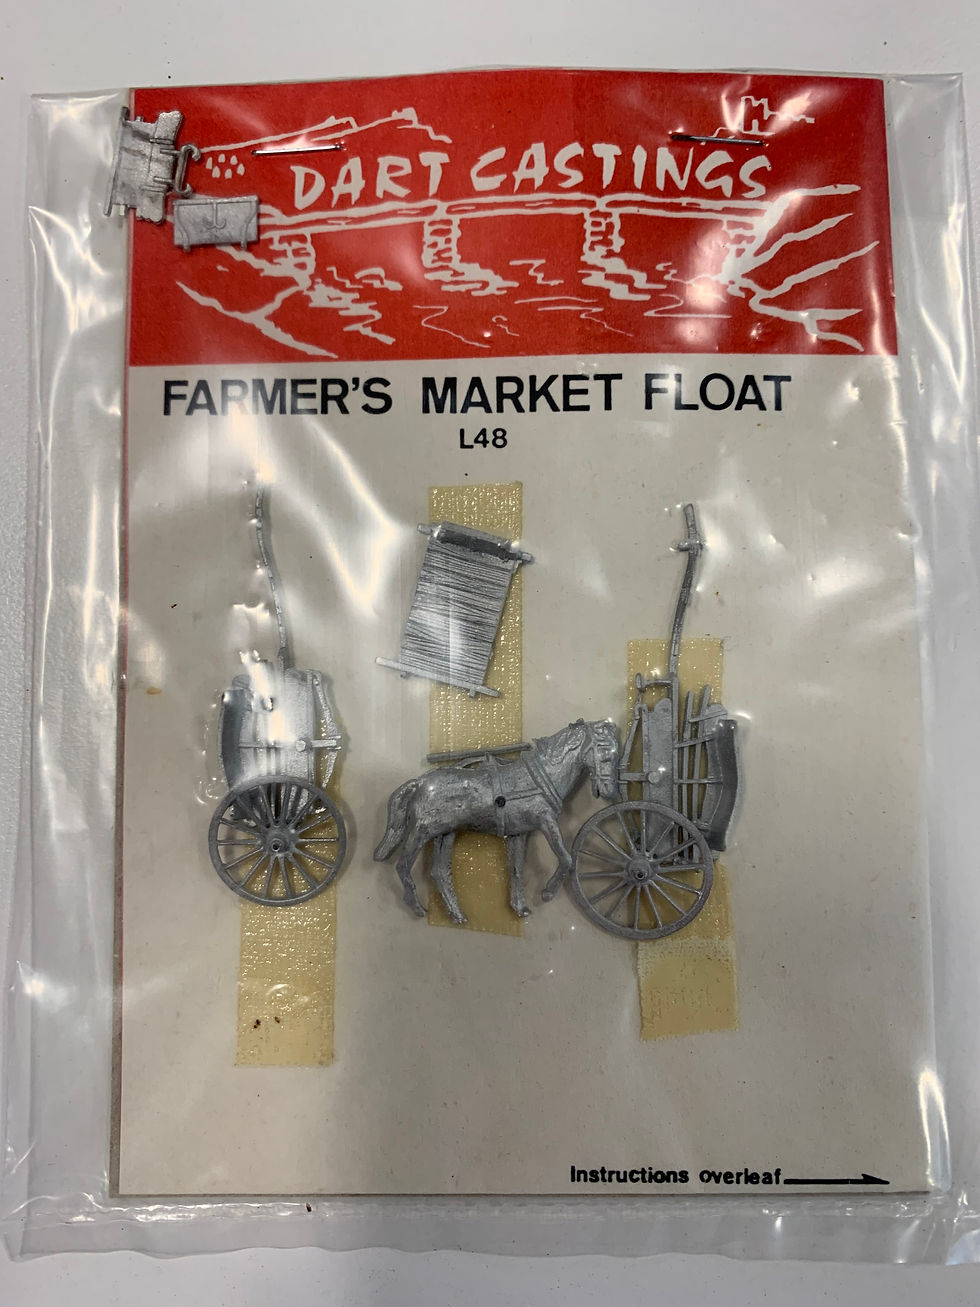 DART CASTINGS
FARMER'S MARKET FLOAT
L48
Instructions overleaf